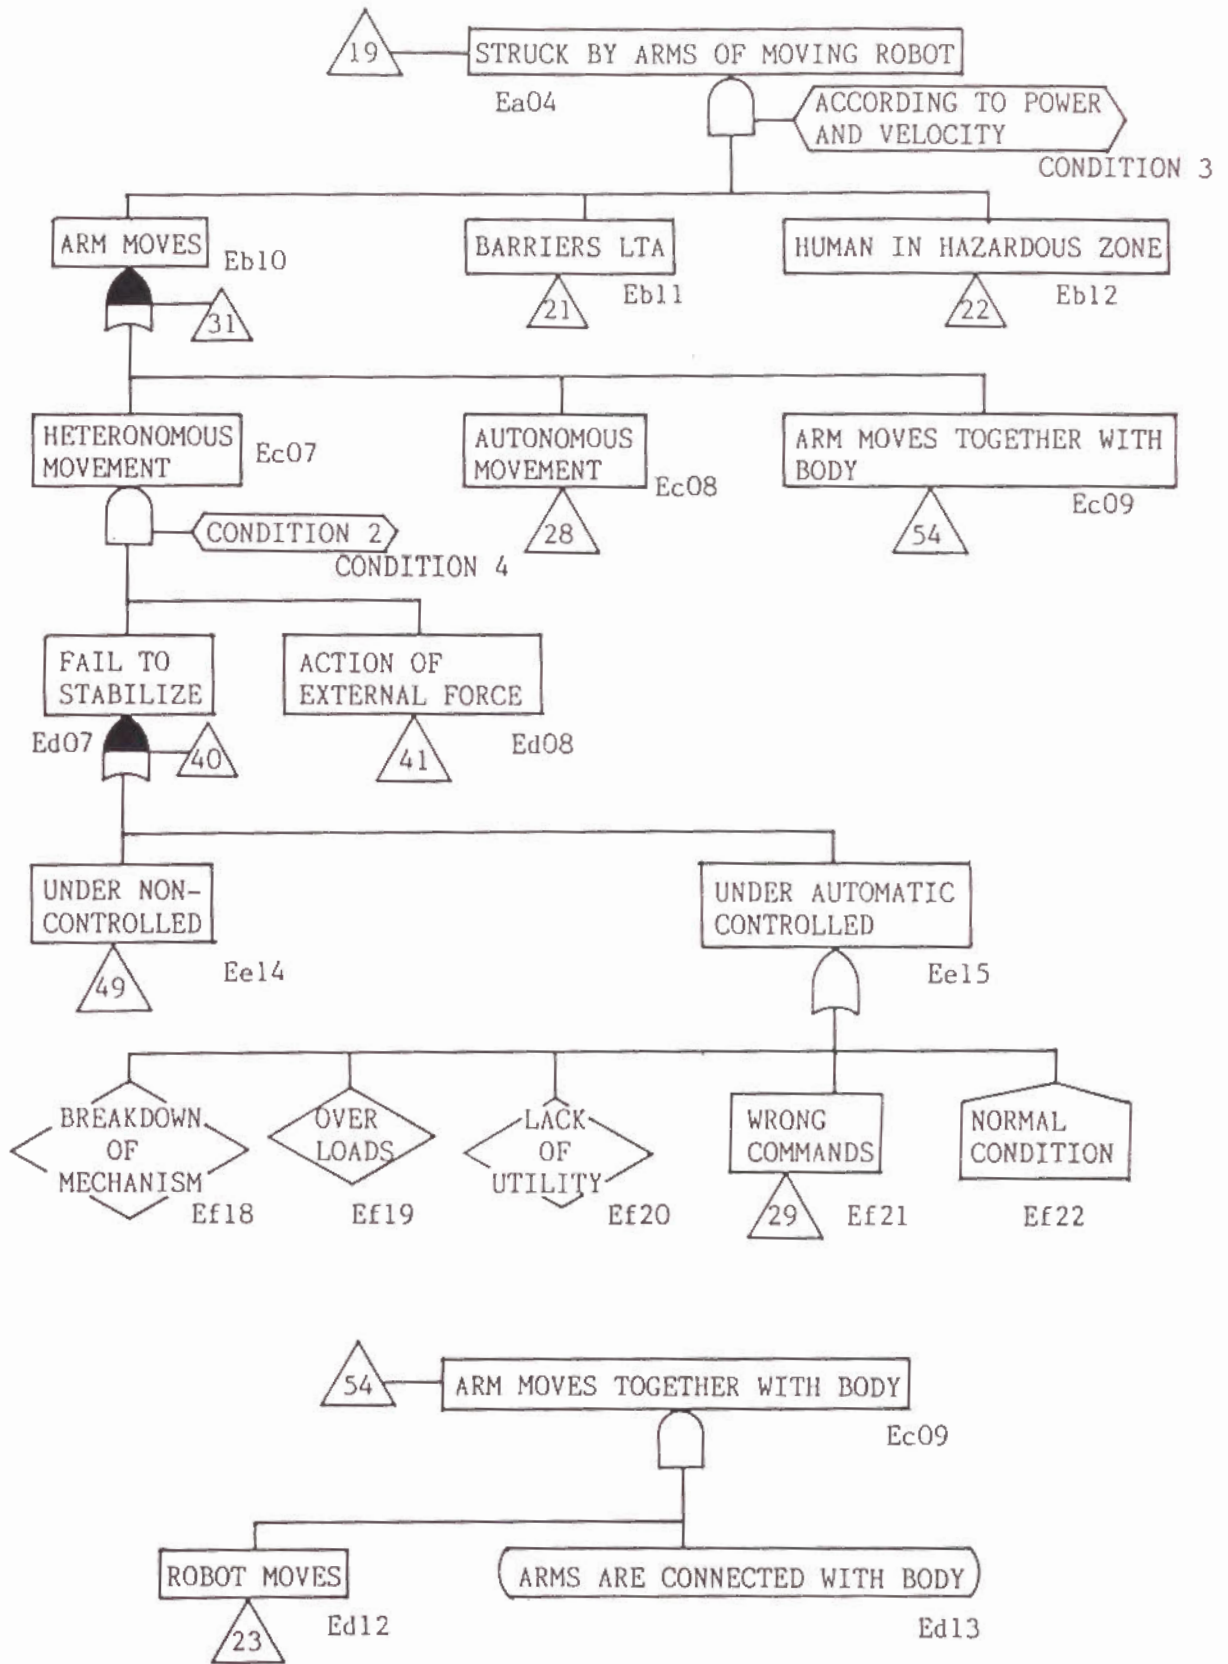 19
STRUCK BY ARMS OF MOVING ROBOT
Ea04
ACCORDING TO POWER
AND VELOCITY
CONDITION 3
ARM MOVES
Eb10
31
BARRIERS LTA
Eb11
21
HUMAN IN HAZARDOUS ZONE
Eb12
22
HETERONOMOUS
MOVEMENT
Ec07
AUTONOMOUS
MOVEMENT
Ec08
28
ARM MOVES TOGETHER WITH
BODY
Ec09
54
CONDITION 2
CONDITION 4
FAIL TO
STABILIZE
Ed07
40
ACTION OF
EXTERNAL FORCE
Ed08
41
UNDER NON-
CONTROLLED
Ee14
49
UNDER AUTOMATIC
CONTROLLED
Ee15
BREAKDOWN
OF
MECHANISM
Ef18
OVER
LOADS
Ef19
LACK
OF
UTILITY
Ef20
WRONG
COMMANDS
29
Ef21
NORMAL
CONDITION
Ef22
54
ARM MOVES TOGETHER WITH BODY
Ec09
ROBOT MOVES
Ed12
23
ARMS ARE CONNECTED WITH BODY
Ed13